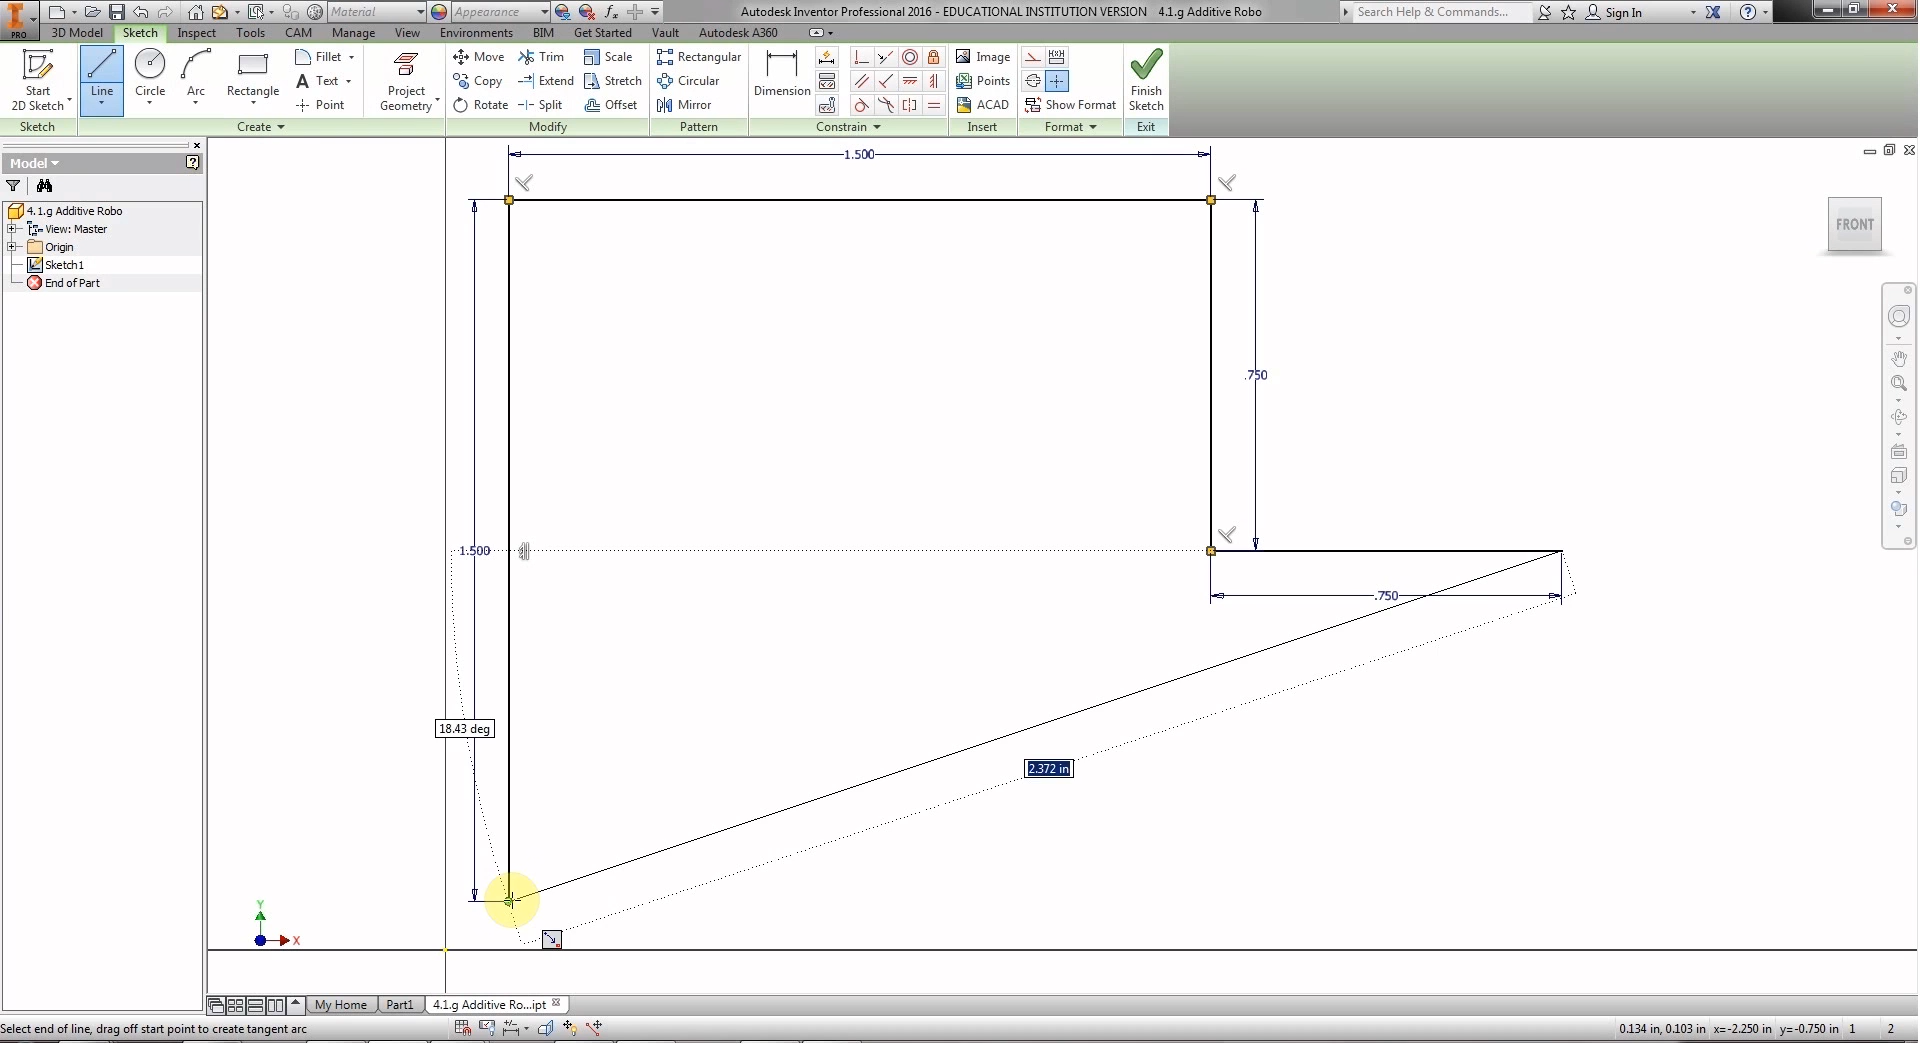 Material
Appearance
Autodesk Inventor Professional 2016 - EDUCATIONAL INSTITUTION VERSION 4.1.g Additive Robo
Search Help & Commands...
Sign In
PRO
3D Model Sketch Inspect Tools CAM Manage View Environments BIM Get Started Vault Autodesk A360
Fillet Move Trim Scale Rectangular Image
Start Line Circle Arc Rectangle Text Project Copy Extend Stretch Circular Dimension Points Finish
2D Sketch Point Geometry Rotate Split Offset Mirror ACAD Show Format Sketch
Sketch Create Modify Pattern Constrain Insert Format Exit
Model
4.1.g Additive Robo
View: Master
Origin
Sketch1
End of Part
1.500
FRONT
.750
1.500
.750
18.43 deg
2.372 in
Y
X
My Home Part1 4.1.g Additive Ro...ipt
Select end of line, drag off start point to create tangent arc
0.134 in, 0.103 in x=-2.250 in y=-0.750 in 1 2